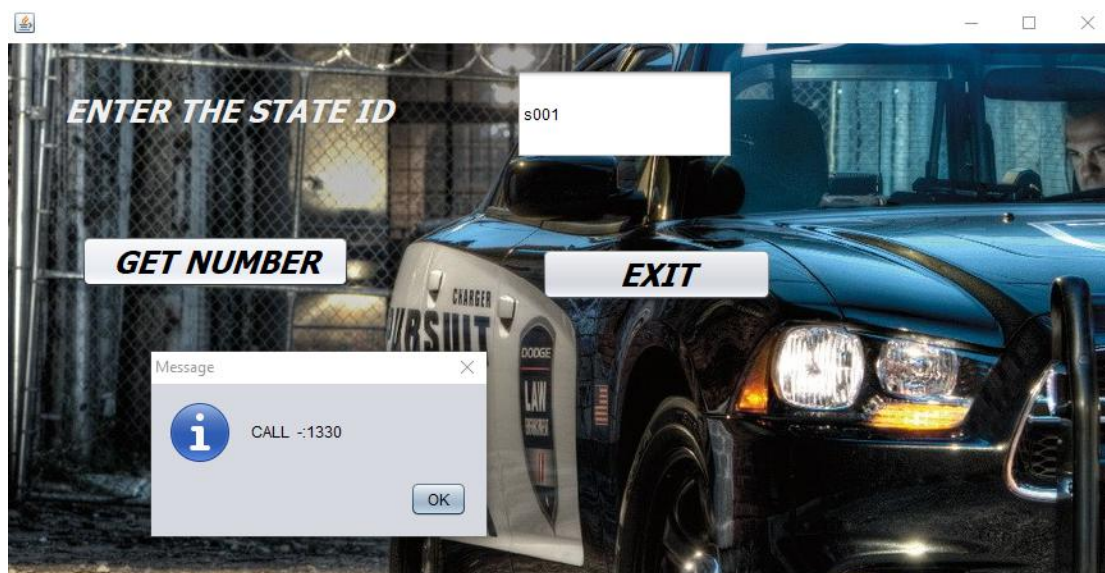 ENTER THE STATE ID
s001
GET NUMBER
EXIT
CHARGER
PURSUIT
DODGE
LAW
Message
CALL -:1330
OK